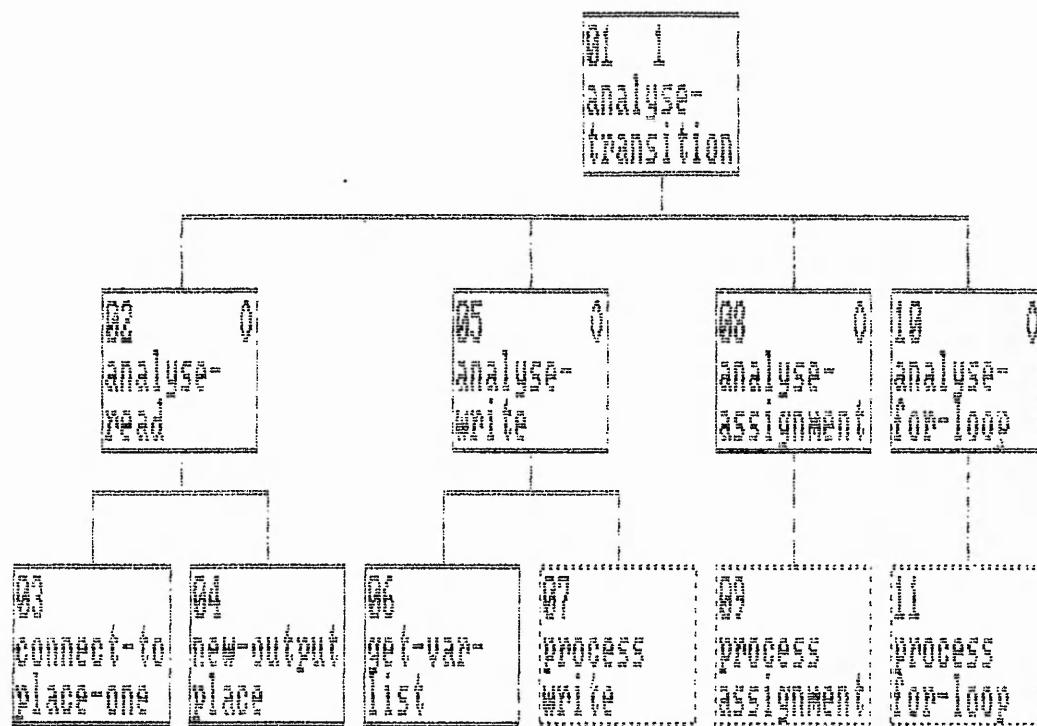 01 1
analyse-
transition
02 0
analyse-
read
05 0
analyse-
write
08 0
analyse-
assignment
10 0
analyse-
for-loop
03
connect-to
place-one
04
new-output
place
06
get-var-
list
07
process
write
09
process
assignment
11
process
for-loop